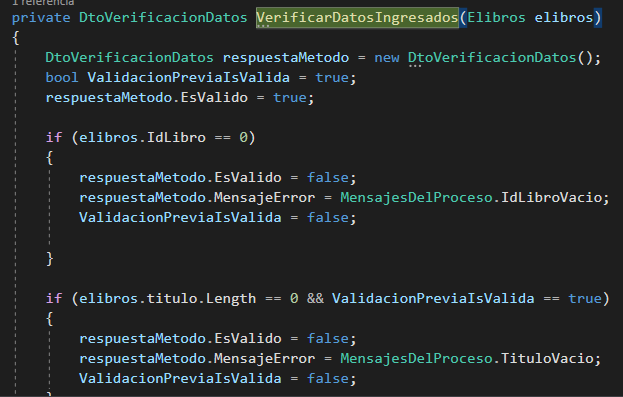 1 referencia
private DtoVerificacionDatos VerificarDatosIngresados(Elibros elibros)
{
DtoVerificacionDatos respuestaMetodo = new DtoVerificacionDatos();
bool ValidacionPreviaIsValida = true;
respuestaMetodo.EsValido = true;
if (elibros.IdLibro == 0)
{
respuestaMetodo.EsValido = false;
respuestaMetodo.MensajeError = MensajesDelProceso.IdLibroVacio;
ValidacionPreviaIsValida = false;
}
if (elibros.titulo.Length == 0 && ValidacionPreviaIsValida == true)
{
respuestaMetodo.EsValido = false;
respuestaMetodo.MensajeError = MensajesDelProceso.TituloVacio;
ValidacionPreviaIsValida = false;
}